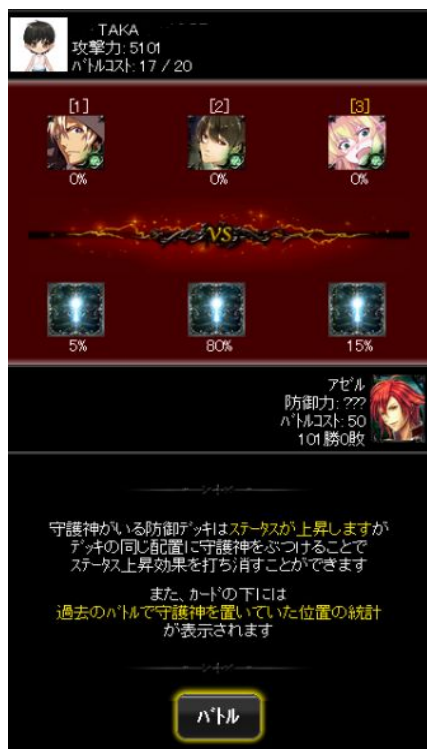 TAKA
攻撃力:5101
バトルコスト:17 / 20
[1] [2] [3]
0% 0% 0%
VS
5% 80% 15%
アゼル
防御力:???
バトルコスト:50
101勝0敗
守護神がいる防御デッキはステータスが上昇しますが
デッキの同じ配置に守護神をぶつけることで
ステータス上昇効果を打ち消すことができます
また、カードの下には
過去のバトルで守護神を置いていた位置の統計
が表示されます
バトル